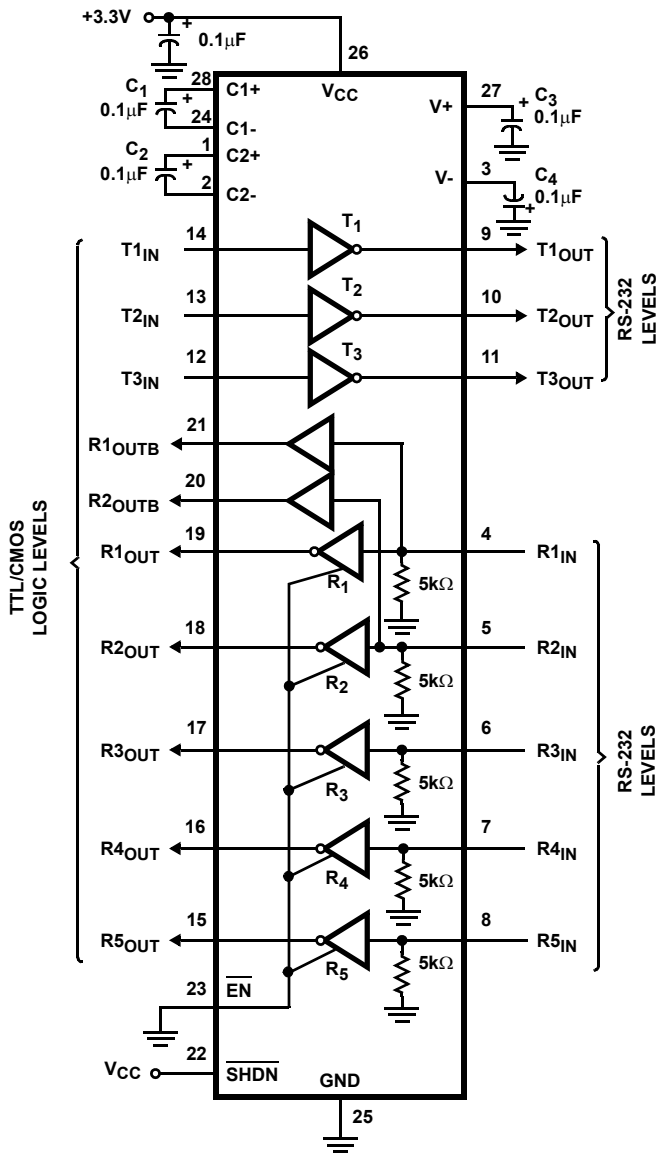 +3.3V
0.1μF
26
28
C1+
VCC
27
C1
0.1μF
V+
C3
0.1μF
24
C1-
1
C2+
C2
0.1μF
2
C2-
3
V-
C4
0.1μF
T1IN
14
T1
9
T1OUT
T2IN
13
T2
10
T2OUT
T3IN
12
T3
11
T3OUT
RS-232
LEVELS
R1OUTB
21
R2OUTB
20
R1OUT
19
R1
5kΩ
4
R1IN
TTL/CMOS
LOGIC LEVELS
R2OUT
18
R2
5kΩ
5
R2IN
R3OUT
17
R3
5kΩ
6
R3IN
RS-232
LEVELS
R4OUT
16
R4
5kΩ
7
R4IN
R5OUT
15
R5
5kΩ
8
R5IN
23
EN
VCC
22
SHDN
GND
25